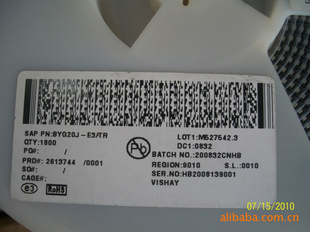 SAP PN:BYG20J-E3/TR
LOT1:M527542.3
QTY:1800
DC1:0832
PO#: /
BATCH NO.:200832CNHB
PRD#: 2613744 /0001
REGION:9010 S.L.:0010
SO#: /
SER.NO:HB2008139001
CAGE#:
VISHAY
Pb
e3
RoHS
07/15/2010
alibaba.com.cn